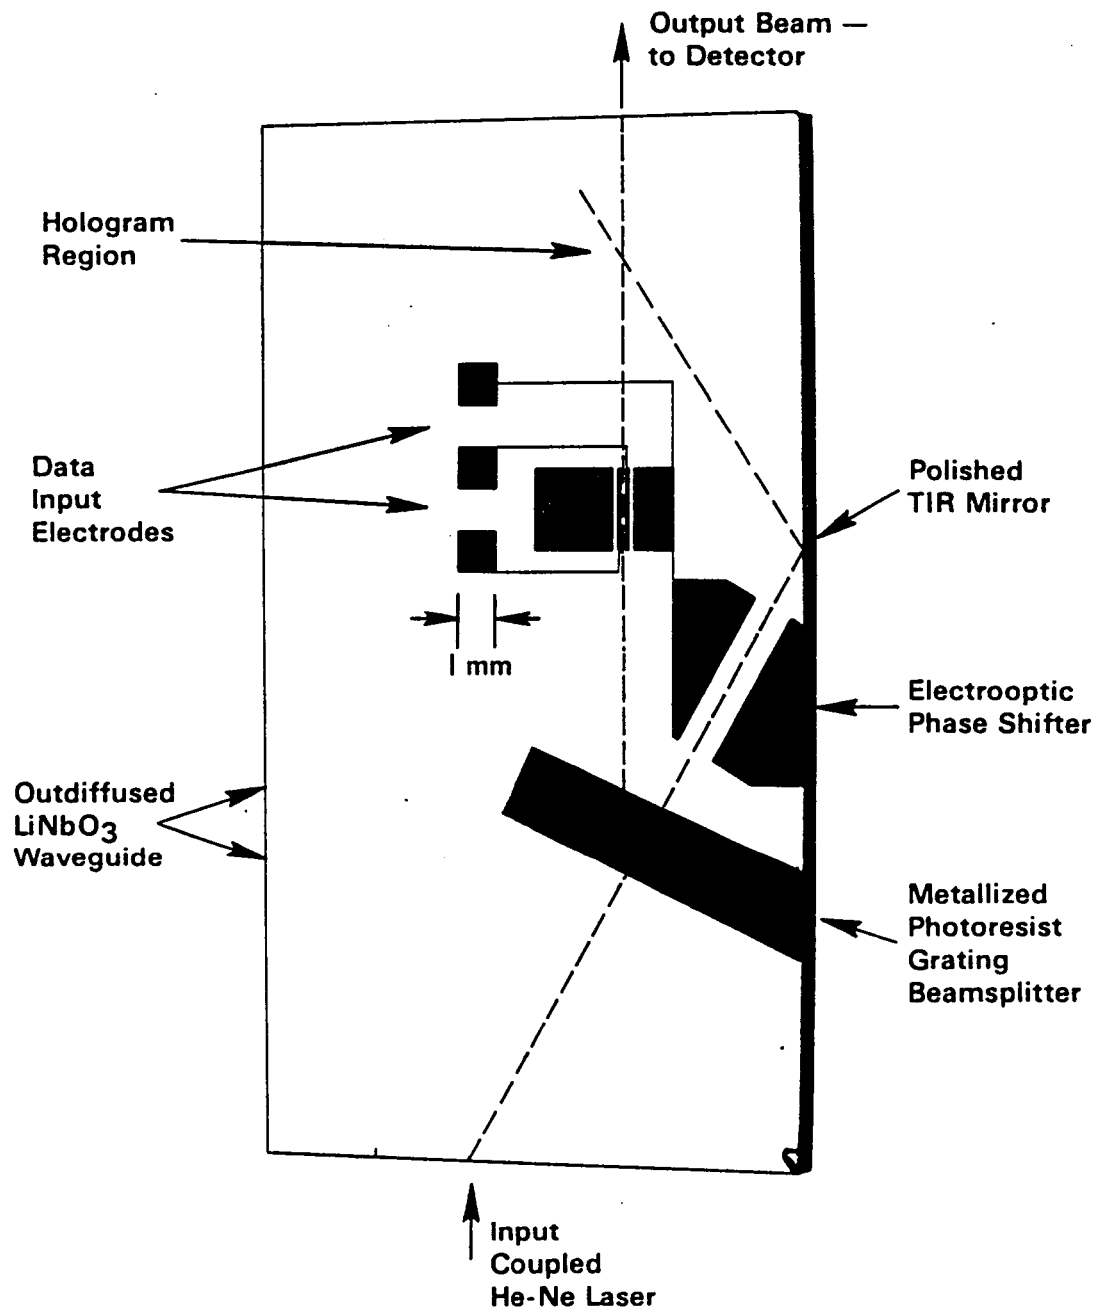 Output Beam —
to Detector
Hologram
Region
Data
Input
Electrodes
Polished
TIR Mirror
1 mm
Electrooptic
Phase Shifter
Outdiffused
LiNbO3
Waveguide
Metallized
Photoresist
Grating
Beamsplitter
Input
Coupled
He-Ne Laser